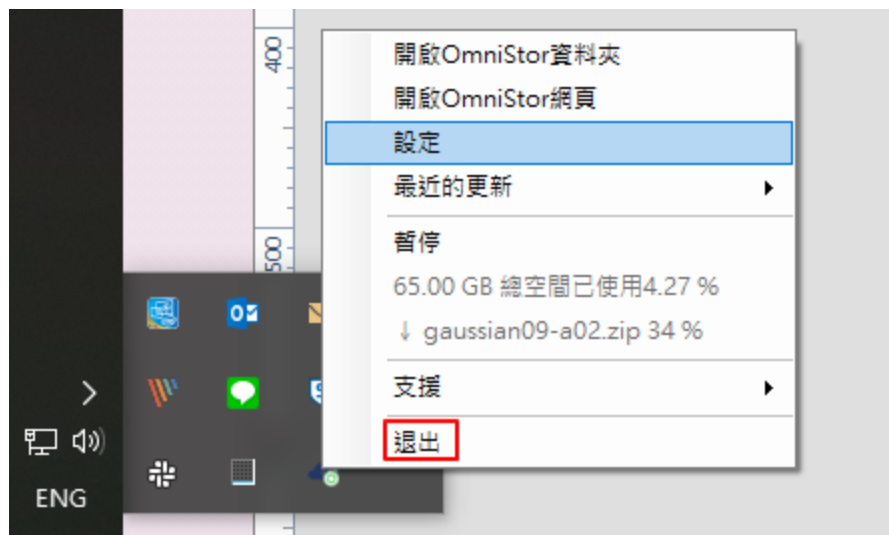 400
500
開啟OmniStor資料夾
開啟OmniStor網頁
設定
最近的更新
暫停
65.00 GB 總空間已使用4.27 %
↓ gaussian09-a02.zip 34 %
支援
退出
ENG